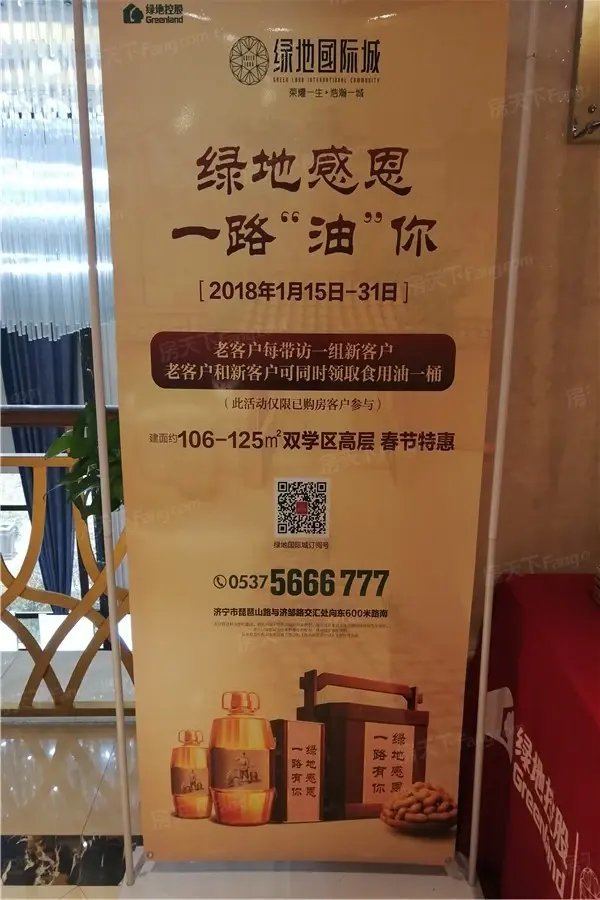 绿地控股
Greenland
绿地国际城
GREEN LAND INTERNATIONAL COMMUNITY
荣耀一生·浩瀚一城
绿地感恩
一路“油”你
[2018年1月15日-31日]
老客户每带访一组新客户
老客户和新客户可同时领取食用油一桶
(此活动仅限已购房客户参与)
建面约106-125㎡双学区高层 春节特惠
绿地国际城订阅号
0537 5666 777
济宁市琵琶山路与济邹路交汇处向东600米路南
绿地感恩
一路有你
绿地感恩
一路有你
绿地控股
Greenland
房天下Fang.com